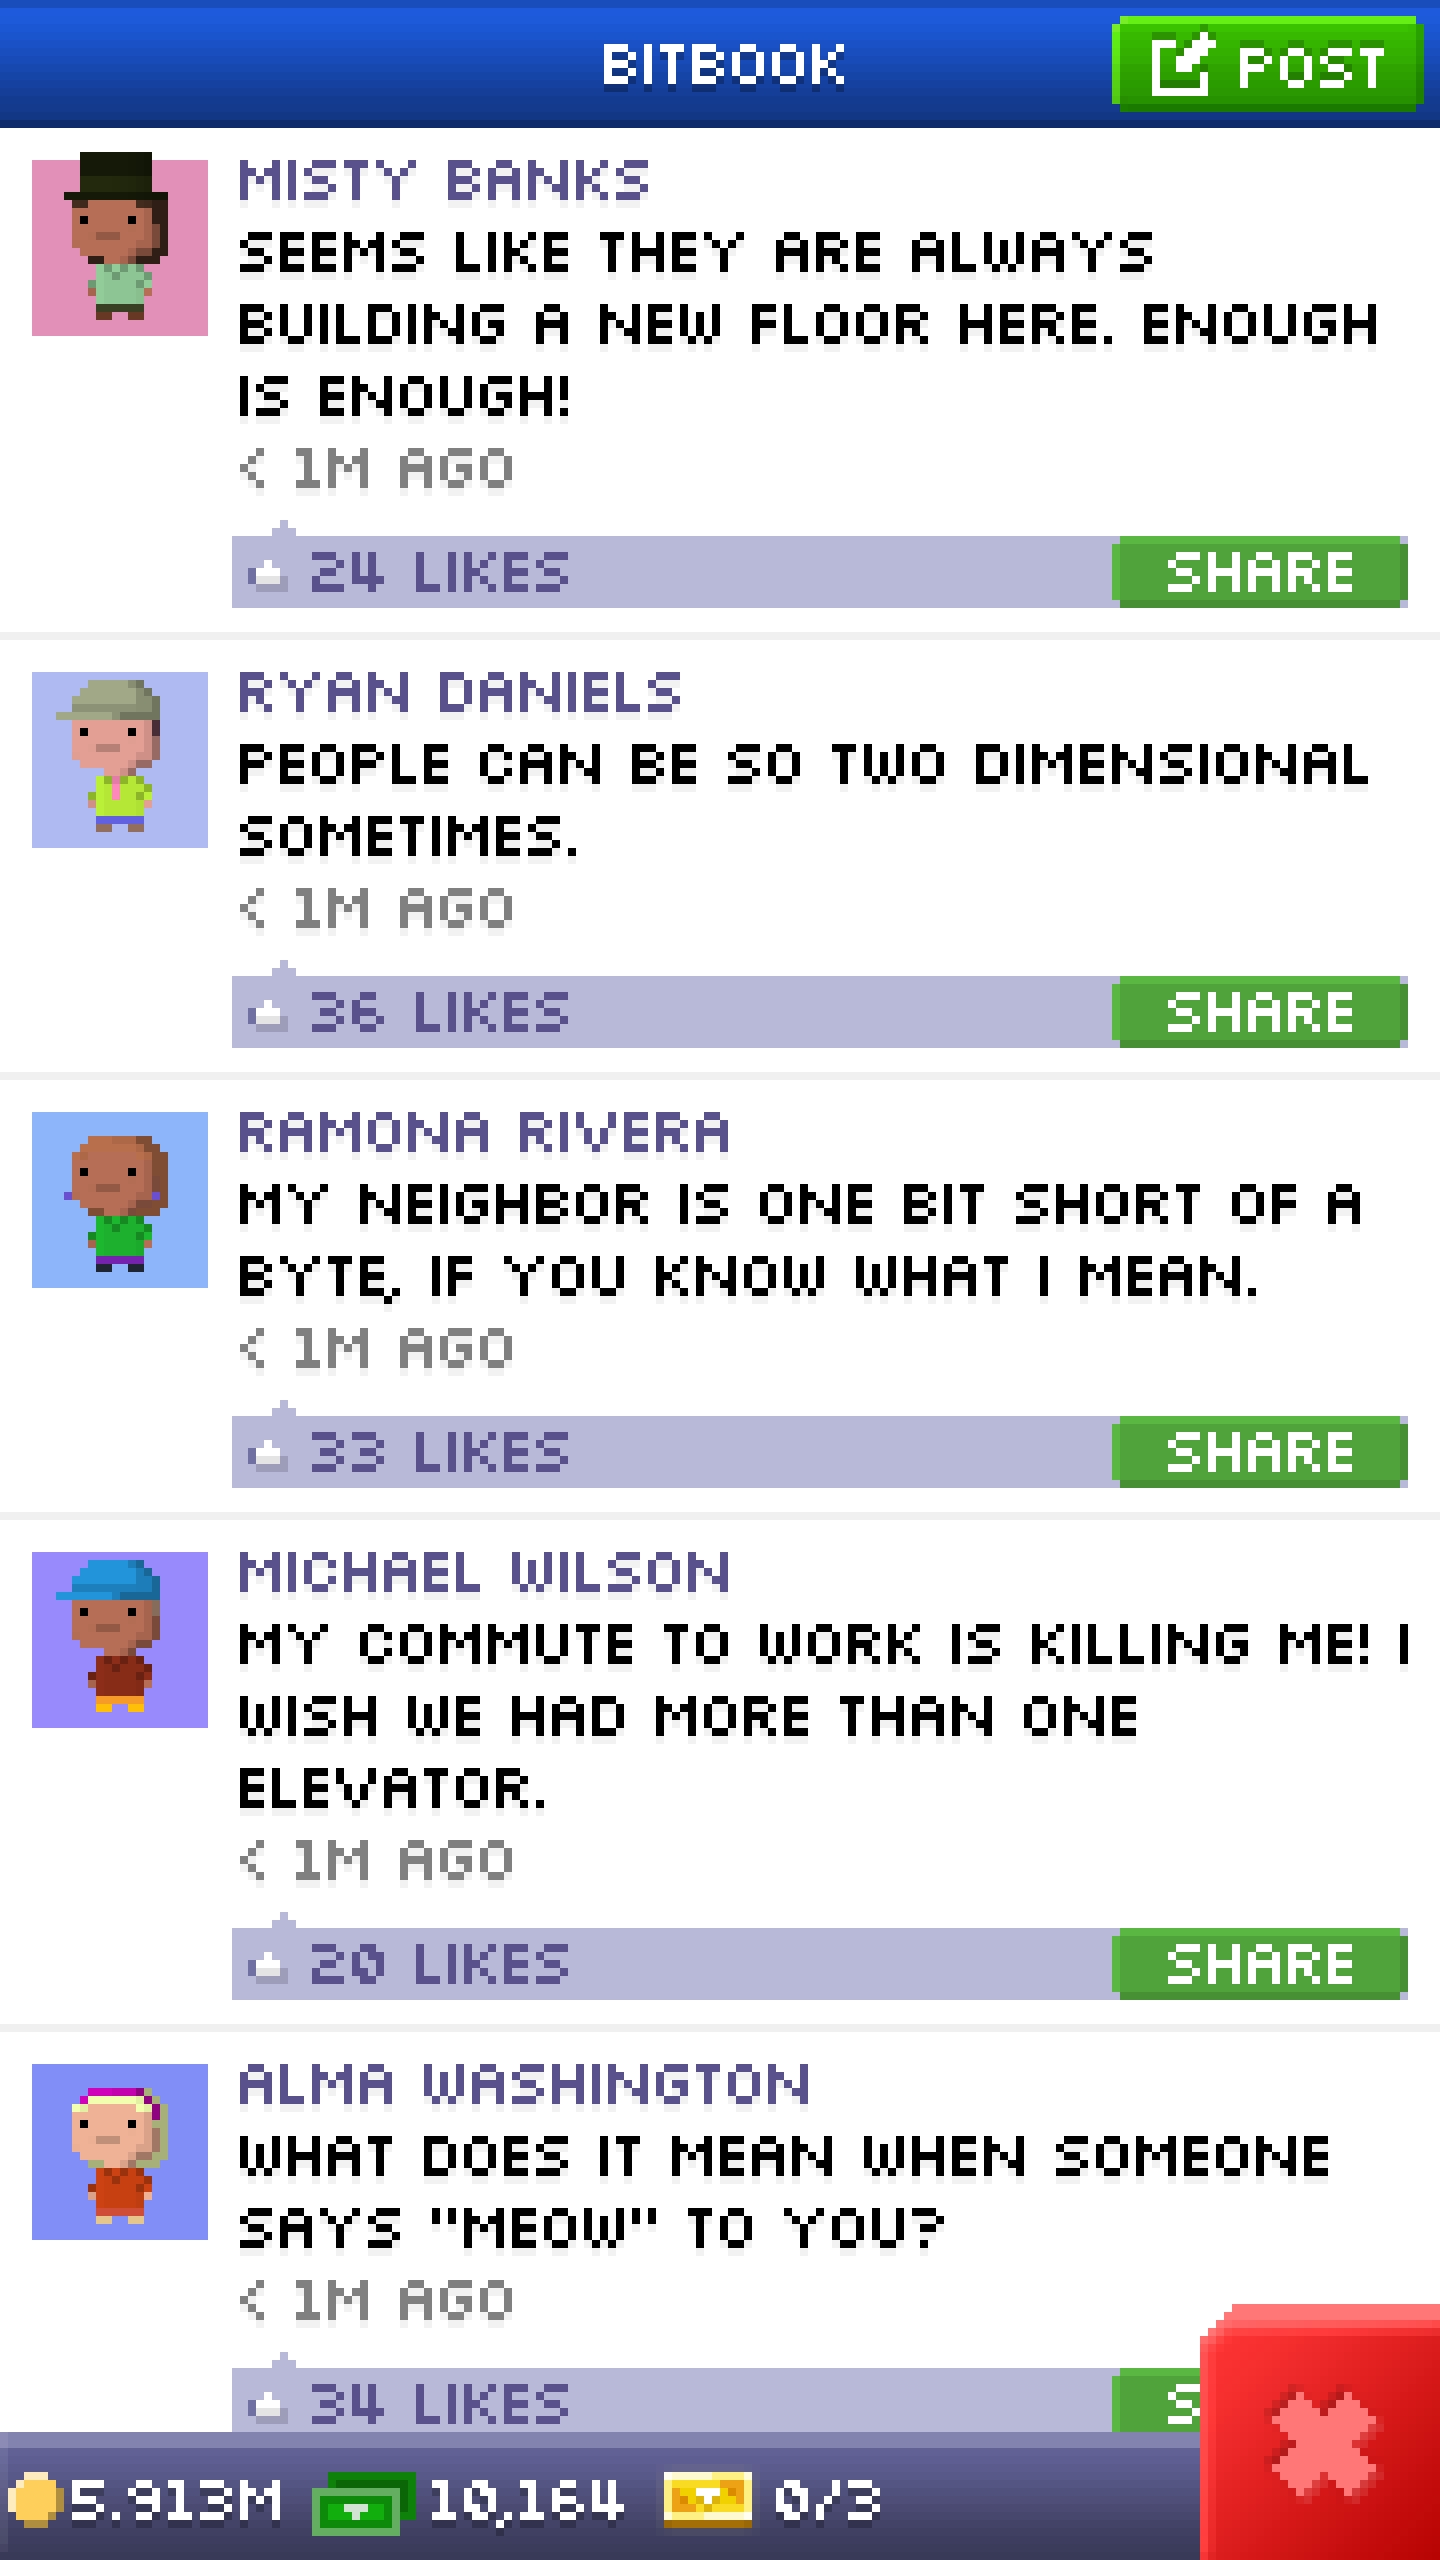 BITBOOK
POST
MISTY BANKS
SEEMS LIKE THEY ARE ALWAYS
BUILDING A NEW FLOOR HERE. ENOUGH
IS ENOUGH!
< 1M AGO
24 LIKES
SHARE
RYAN DANIELS
PEOPLE CAN BE SO TWO DIMENSIONAL
SOMETIMES.
< 1M AGO
36 LIKES
SHARE
RAMONA RIVERA
MY NEIGHBOR IS ONE BIT SHORT OF A
BYTE, IF YOU KNOW WHAT I MEAN.
< 1M AGO
33 LIKES
SHARE
MICHAEL WILSON
MY COMMUTE TO WORK IS KILLING ME! I
WISH WE HAD MORE THAN ONE
ELEVATOR.
< 1M AGO
20 LIKES
SHARE
ALMA WASHINGTON
WHAT DOES IT MEAN WHEN SOMEONE
SAYS "MEOW" TO YOU?
< 1M AGO
34 LIKES
S
5.913M
10,164
0/3